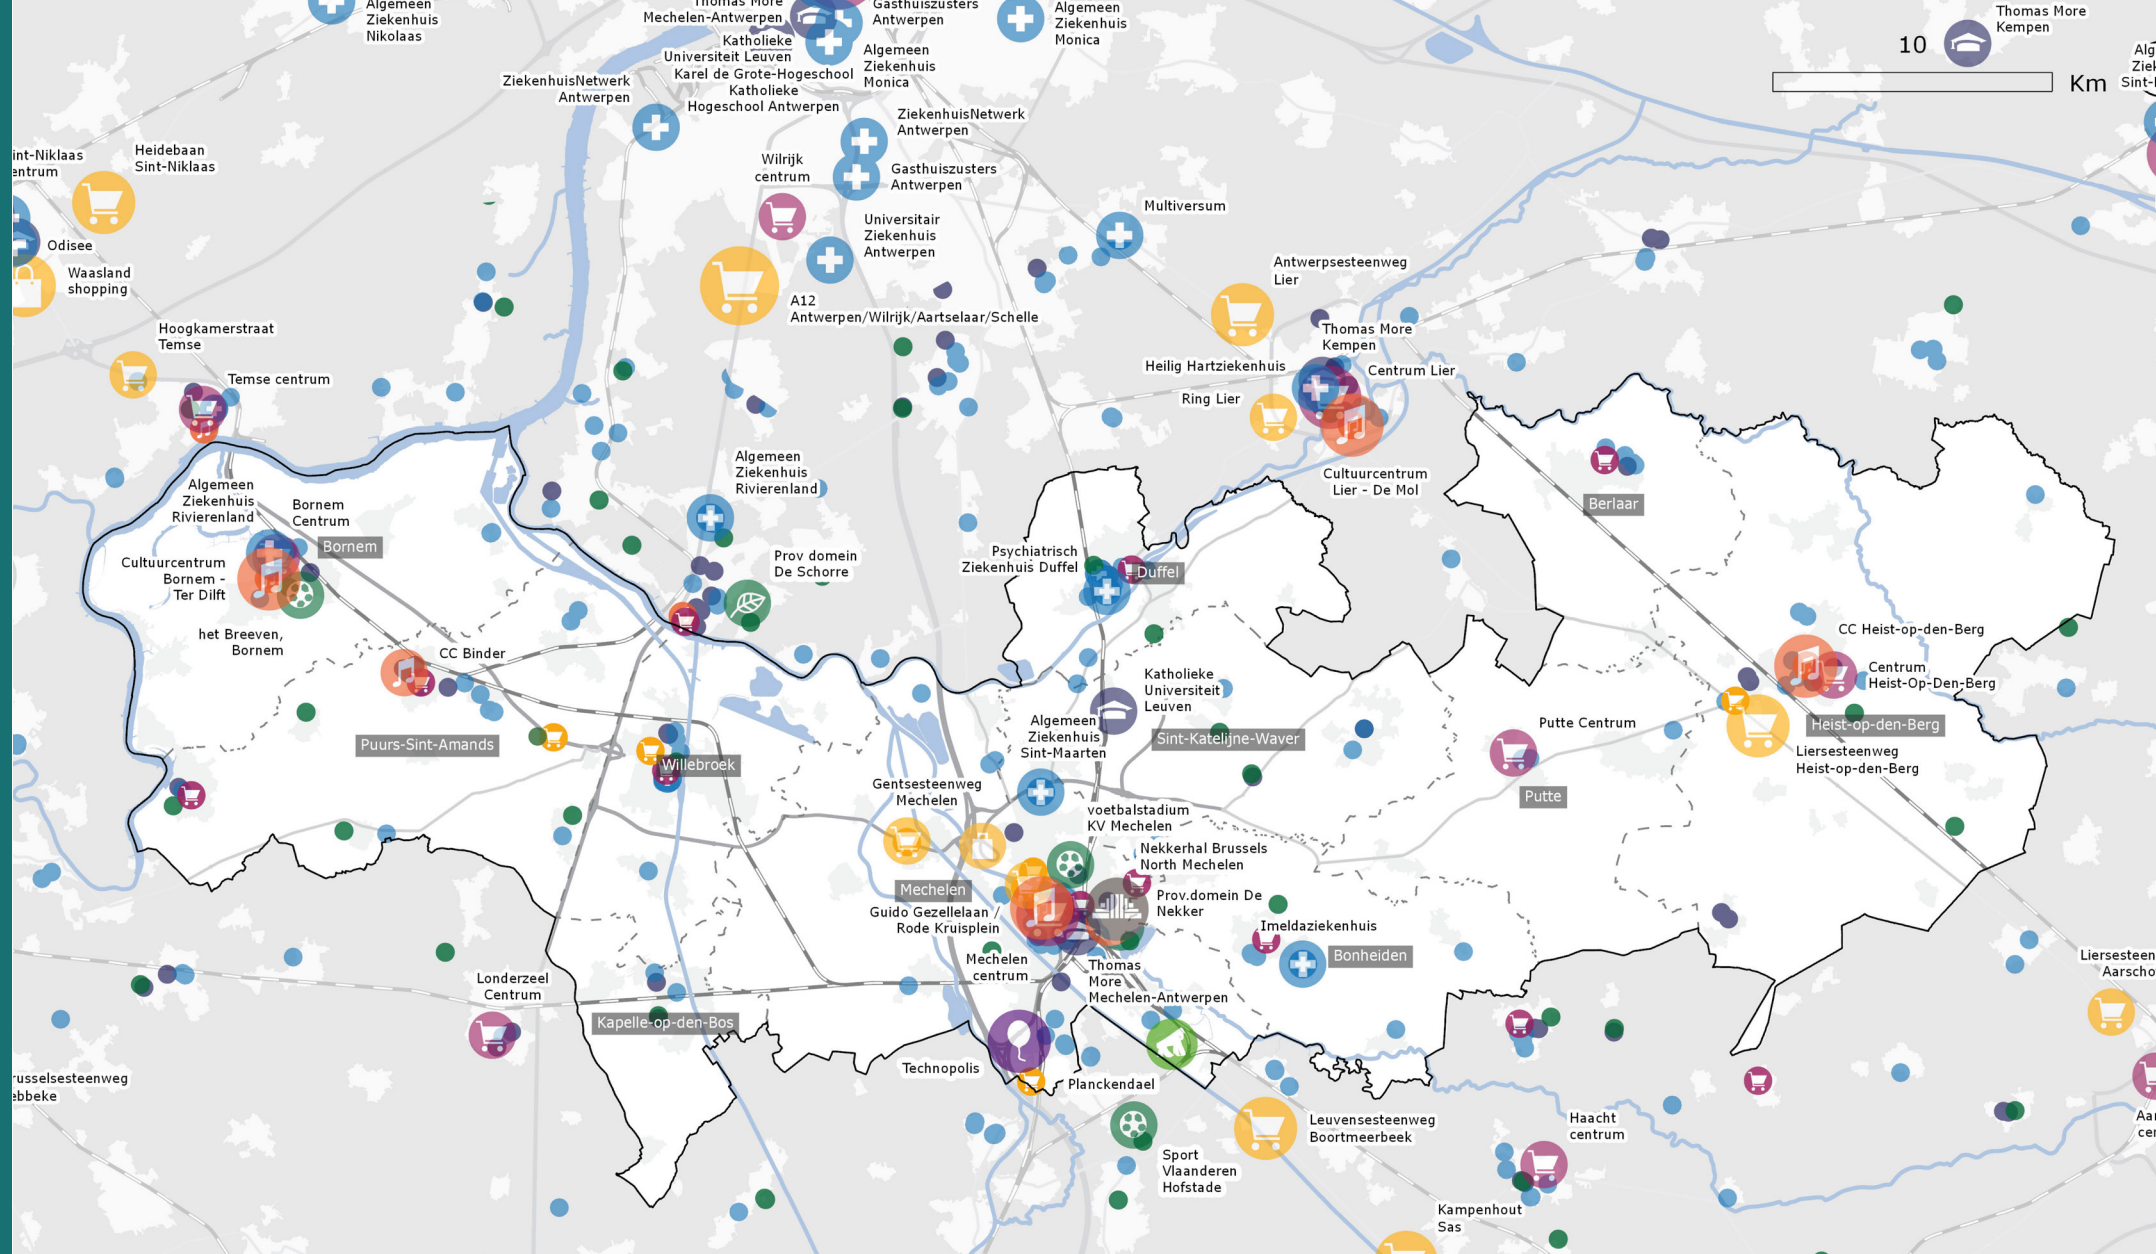 Algemeen
Ziekenhuis
Nikolaas
Thomas More
Mechelen-Antwerpen
Gasthuiszusters
Antwerpen
Algemeen
Ziekenhuis
Monica
Thomas More
Kempen
10
Km
Katholieke
Universiteit Leuven
Karel de Grote-Hogeschool
Katholieke
Hogeschool Antwerpen
Algemeen
Ziekenhuis
Monica
ZiekenhuisNetwerk
Antwerpen
ZiekenhuisNetwerk
Antwerpen
Heidebaan
Sint-Niklaas
Wilrijk
centrum
Gasthuiszusters
Antwerpen
Multiversum
Universitair
Ziekenhuis
Antwerpen
Odisee
Waasland
shopping
Antwerpsesteenweg
Lier
A12
Antwerpen/Wilrijk/Aartselaar/Schelle
Hoogkamerstraat
Temse
Thomas More
Kempen
Heilig Hartziekenhuis
Centrum Lier
Temse centrum
Ring Lier
Algemeen
Ziekenhuis
Rivierenland
Cultuurcentrum
Lier - De Mol
Algemeen
Ziekenhuis
Rivierenland
Bornem
Centrum
Berlaar
Bornem
Cultuurcentrum
Bornem -
Ter Dilft
Prov domein
De Schorre
Psychiatrisch
Ziekenhuis Duffel
Duffel
het Breeven,
Bornem
CC Binder
CC Heist-op-den-Berg
Centrum
Heist-Op-Den-Berg
Katholieke
Universiteit
Leuven
Algemeen
Ziekenhuis
Sint-Maarten
Putte Centrum
Heist-op-den-Berg
Puurs-Sint-Amands
Sint-Katelijne-Waver
Willebroek
Liersesteenweg
Heist-op-den-Berg
Gentsesteenweg
Mechelen
Putte
voetbalstadium
KV Mechelen
Nekkerhal Brussels
North Mechelen
Mechelen
Prov.domein De
Nekker
Guido Gezellelaan /
Rode Kruisplein
Imeldaziekenhuis
Bonheiden
Mechelen
centrum
Thomas
More
Mechelen-Antwerpen
Londerzeel
Centrum
Kapelle-op-den-Bos
Technopolis
Planckendael
Leuvensesteenweg
Boortmeerbeek
Haacht
centrum
Sport
Vlaanderen
Hofstade
Kampenhout
Sas